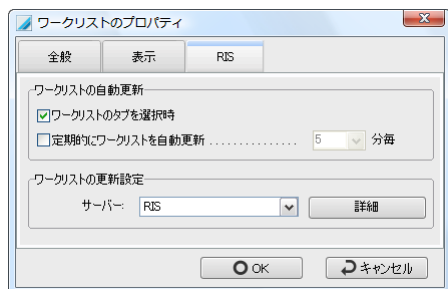 ワークリストのプロパティ
全般 表示 RIS
ワークリストの自動更新
ワークリストのタブを選択時
定期的にワークリストを自動更新 ............... 5 分毎
ワークリストの更新設定
サーバー: RIS 詳細
OK キャンセル